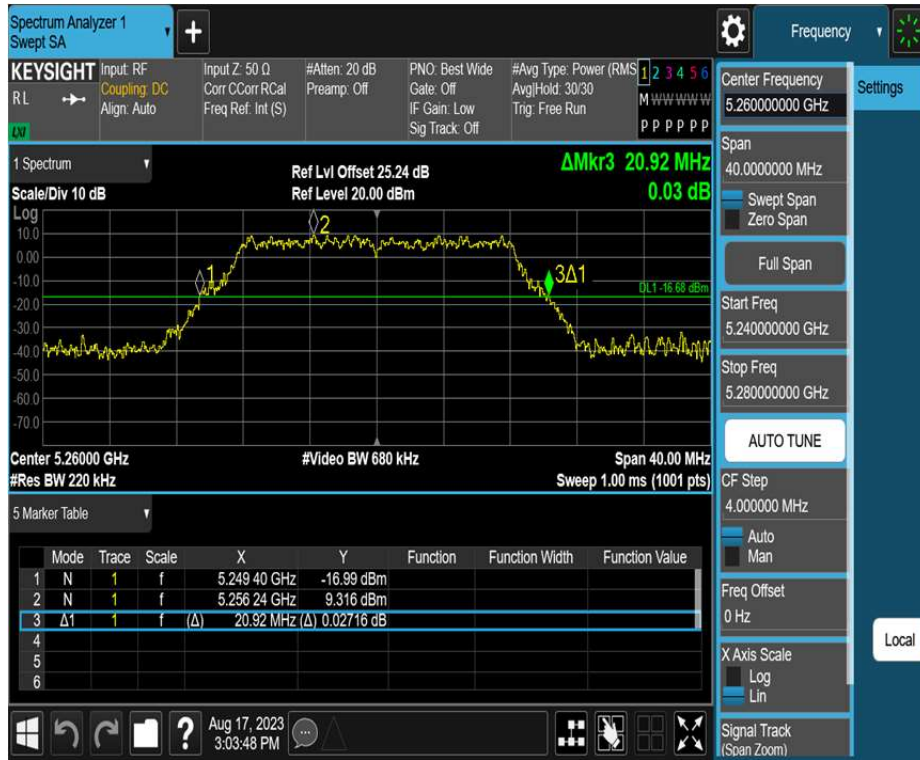 Spectrum Analyzer 1
Swept SA
+
Frequency
KEYSIGHT
RL
LXI
Input: RF
Coupling: DC
Align: Auto
Input Z: 50 Ω
Corr CCorr RCal
Freq Ref: Int (S)
#Atten: 20 dB
Preamp: Off
PNO: Best Wide
Gate: Off
IF Gain: Low
Sig Track: Off
#Avg Type: Power (RMS
Avg|Hold: 30/30
Trig: Free Run
1 2 3 4 5 6
M W W W W W
P P P P P P
1 Spectrum
Scale/Div 10 dB
Ref Lvl Offset 25.24 dB
Ref Level 20.00 dBm
ΔMkr3 20.92 MHz
0.03 dB
Log
10.0
0.00
-10.0
-20.0
-30.0
-40.0
-50.0
-60.0
-70.0
1
2
3Δ1
DL1 -16.68 dBm
Center 5.26000 GHz
#Res BW 220 kHz
#Video BW 680 kHz
Span 40.00 MHz
Sweep 1.00 ms (1001 pts)
5 Marker Table
Mode Trace Scale X Y Function Function Width Function Value
1 N 1 f 5.249 40 GHz -16.99 dBm
2 N 1 f 5.256 24 GHz 9.316 dBm
3 Δ1 1 f (Δ) 20.92 MHz (Δ) 0.02716 dB
4
5
6
?
Aug 17, 2023
3:03:48 PM
Center Frequency
5.260000000 GHz
Settings
Span
40.0000000 MHz
Swept Span
Zero Span
Full Span
Start Freq
5.240000000 GHz
Stop Freq
5.280000000 GHz
AUTO TUNE
CF Step
4.000000 MHz
Auto
Man
Freq Offset
0 Hz
Local
X Axis Scale
Log
Lin
Signal Track
(Span Zoom)